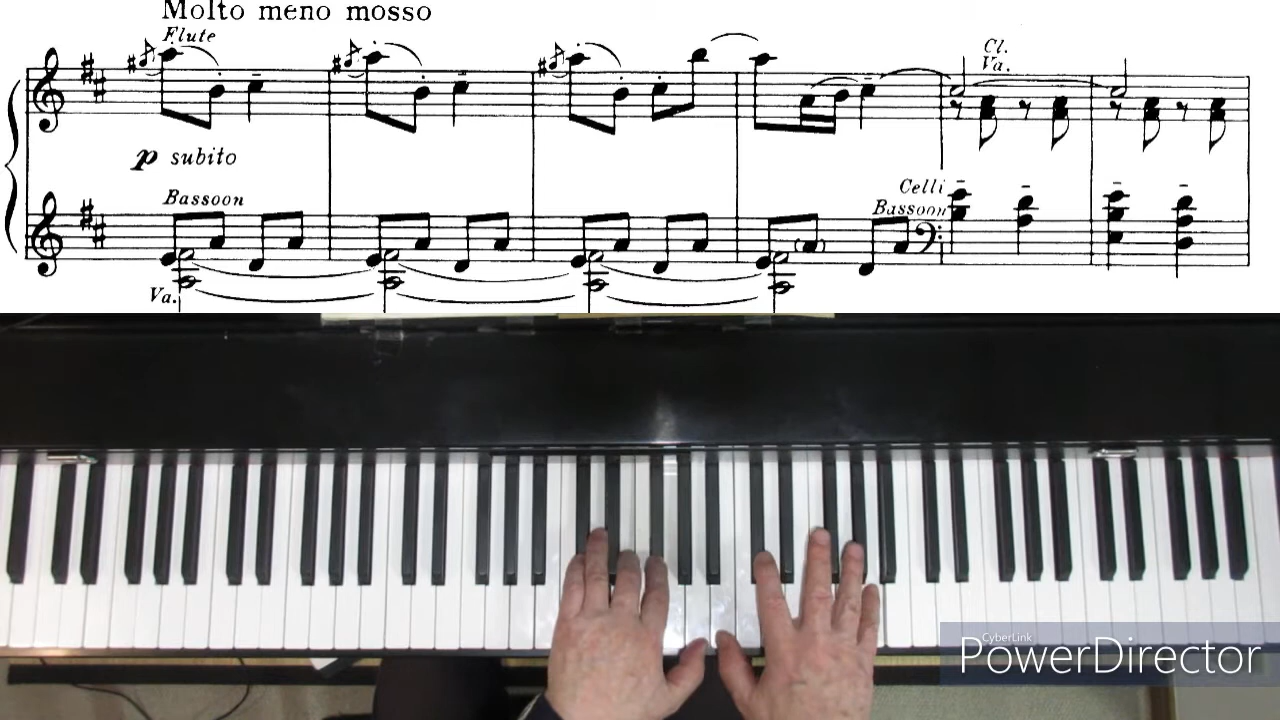 Molto meno mosso
Flute
Cl.
Va.
p subito
Bassoon
Celli
Bassoon
Va.
CyberLink
PowerDirector